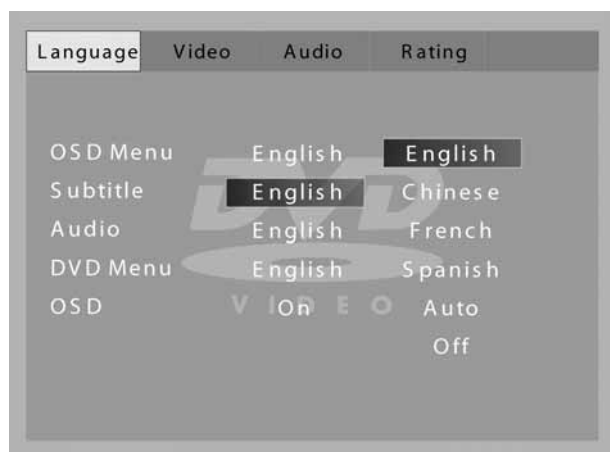 Language Video Audio Rating
OSD Menu English English
Subtitle English Chinese
Audio English French
DVD Menu English Spanish
OSD On Auto
Off
DVD
VIDEO